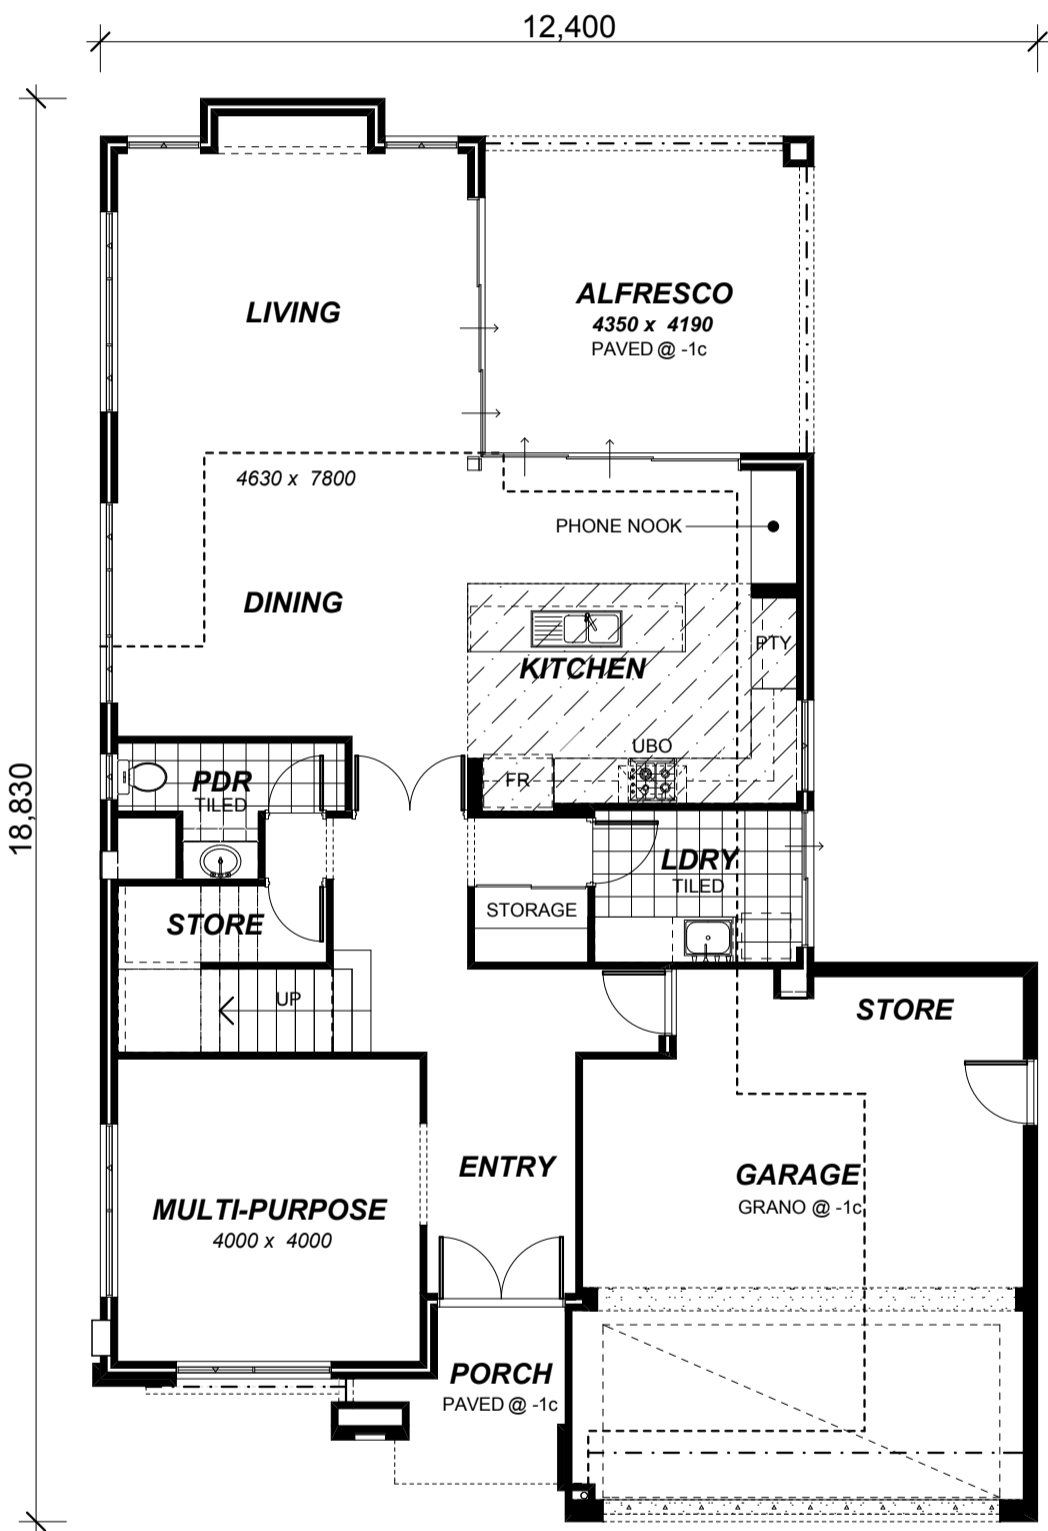 12,400
18,830
LIVING
ALFRESCO
4350 x 4190
PAVED @ -1c
4630 x 7800
PHONE NOOK
DINING
KITCHEN
PTY
UBO
FR
PDR
TILED
LDRY
TILED
STORE
STORAGE
UP
STORE
ENTRY
GARAGE
GRANO @ -1c
MULTI-PURPOSE
4000 x 4000
PORCH
PAVED @ -1c